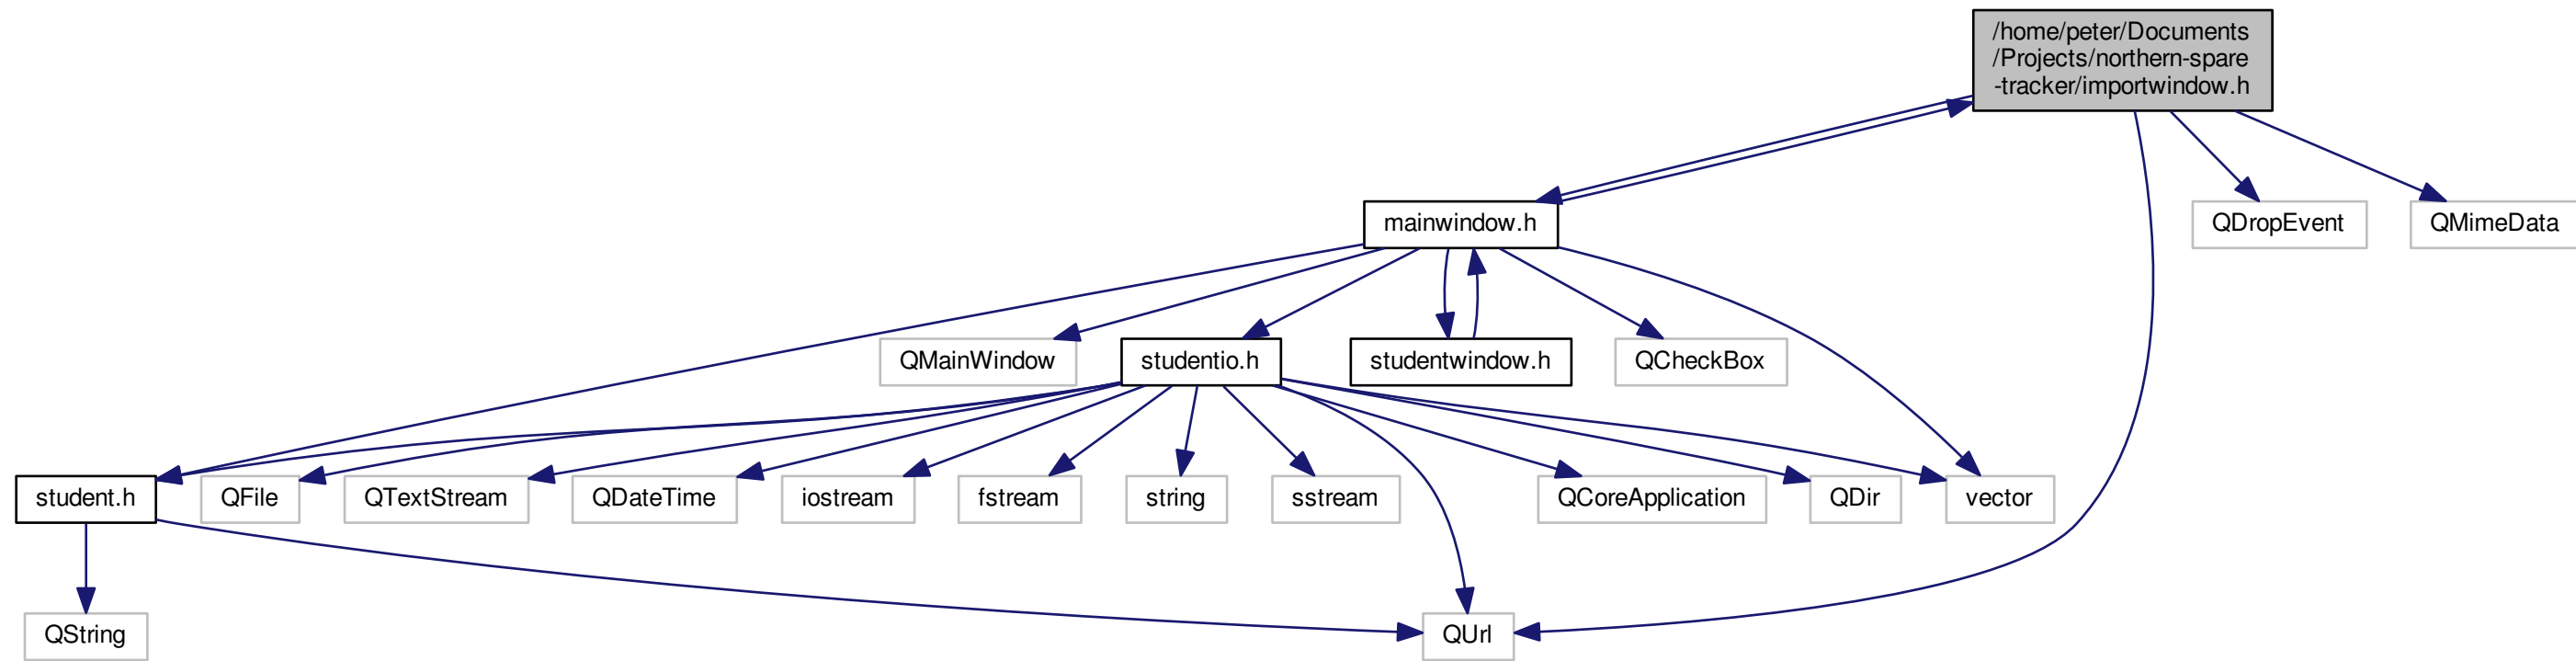 /home/peter/Documents
/Projects/northern-spare
-tracker/importwindow.h
mainwindow.h
QDropEvent
QMimeData
QMainWindow
studentio.h
studentwindow.h
QCheckBox
student.h
QFile
QTextStream
QDateTime
iostream
fstream
string
sstream
QCoreApplication
QDir
vector
QString
QUrl